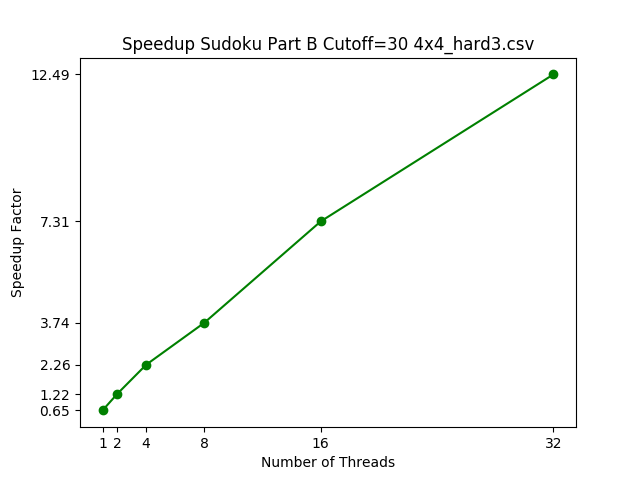 Speedup Sudoku Part B Cutoff=30 4x4_hard3.csv
12.49
7.31
3.74
2.26
1.22
0.65
Speedup Factor
1 2 4 8 16 32
Number of Threads